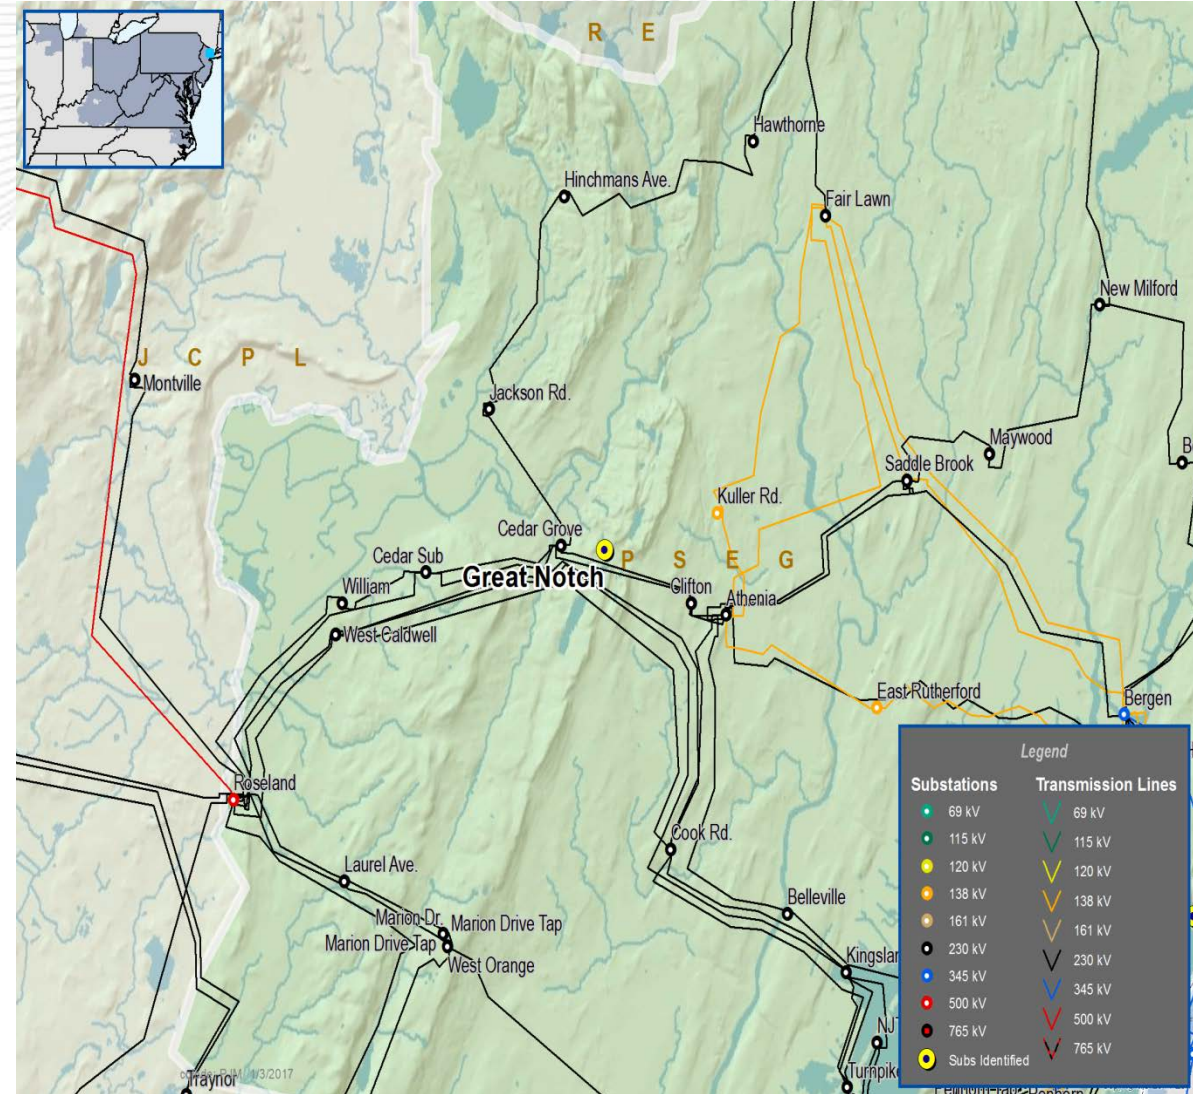 R E
Hawthorne
Hinchmans Ave.
Fair Lawn
New Milford
J C P L
Montville
Jackson Rd.
Maywood
Saddle Brook
Kuller Rd.
Cedar Grove
P S E G
Cedar Sub
Great Notch
Clifton
William
Athenia
West Caldwell
East Rutherford
Bergen
Roseland
Cook Rd.
Laurel Ave.
Belleville
Marion Dr.
Marion Drive Tap
Marion Drive Tap
West Orange
Traynor
Legend
Substations Transmission Lines
69 kV 69 kV
115 kV 115 kV
120 kV 120 kV
138 kV 138 kV
161 kV 161 kV
230 kV 230 kV
345 kV 345 kV
500 kV 500 kV
765 kV 765 kV
Subs Identified